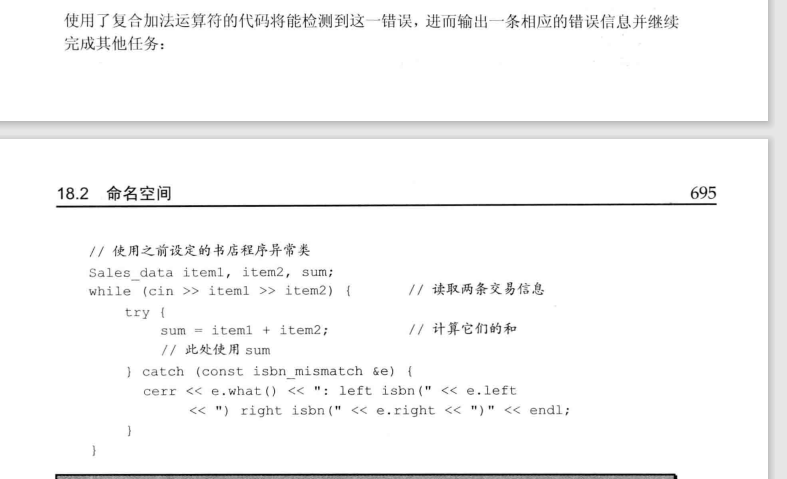 使用了复合加法运算符的代码将能检测到这一错误，进而输出一条相应的错误信息并继续
完成其他任务：
18.2 命名空间 695
// 使用之前设定的书店程序异常类
Sales_data item1, item2, sum;
while (cin >> item1 >> item2) { // 读取两条交易信息
try {
sum = item1 + item2; // 计算它们的和
// 此处使用 sum
} catch (const isbn_mismatch &e) {
cerr << e.what() << ": left isbn(" << e.left
<< ") right isbn(" << e.right << ")" << endl;
}
}